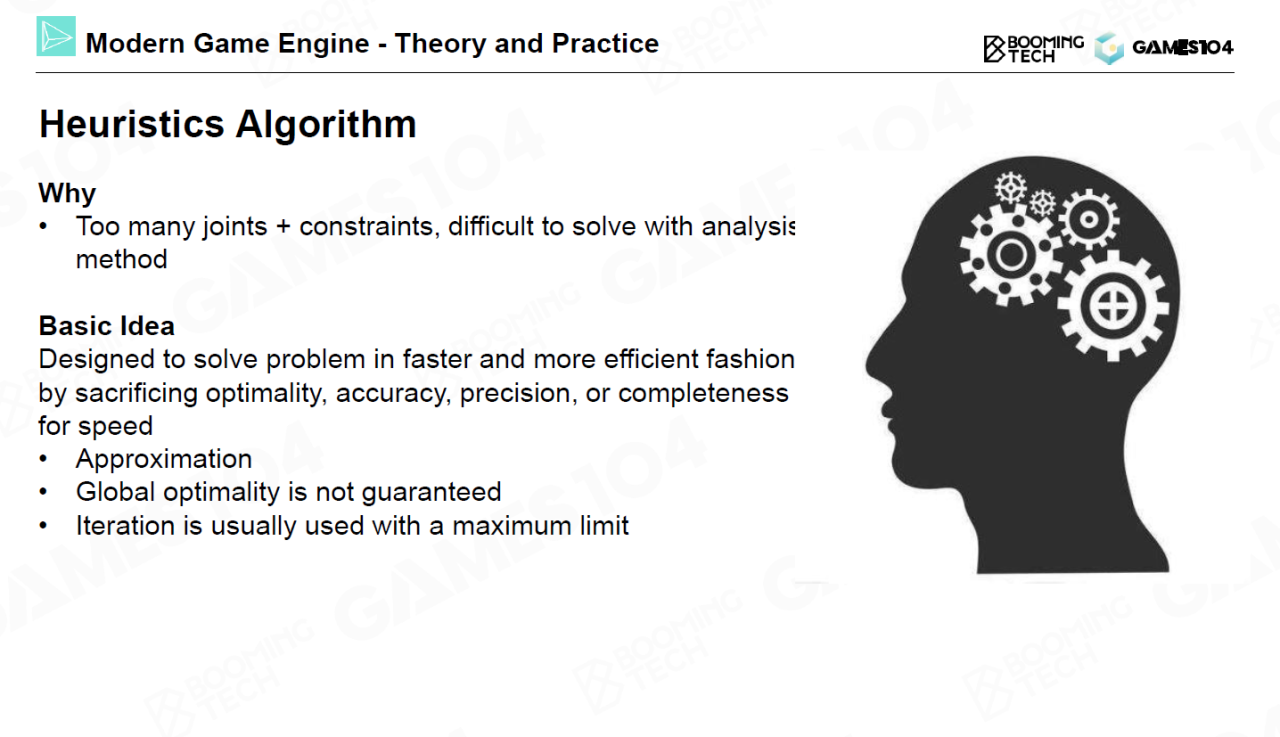 Modern Game Engine - Theory and Practice
BOOMING
TECH
GAMES104
Heuristics Algorithm
Why
• Too many joints + constraints, difficult to solve with analysis
method
Basic Idea
Designed to solve problem in faster and more efficient fashion
by sacrificing optimality, accuracy, precision, or completeness
for speed
• Approximation
• Global optimality is not guaranteed
• Iteration is usually used with a maximum limit